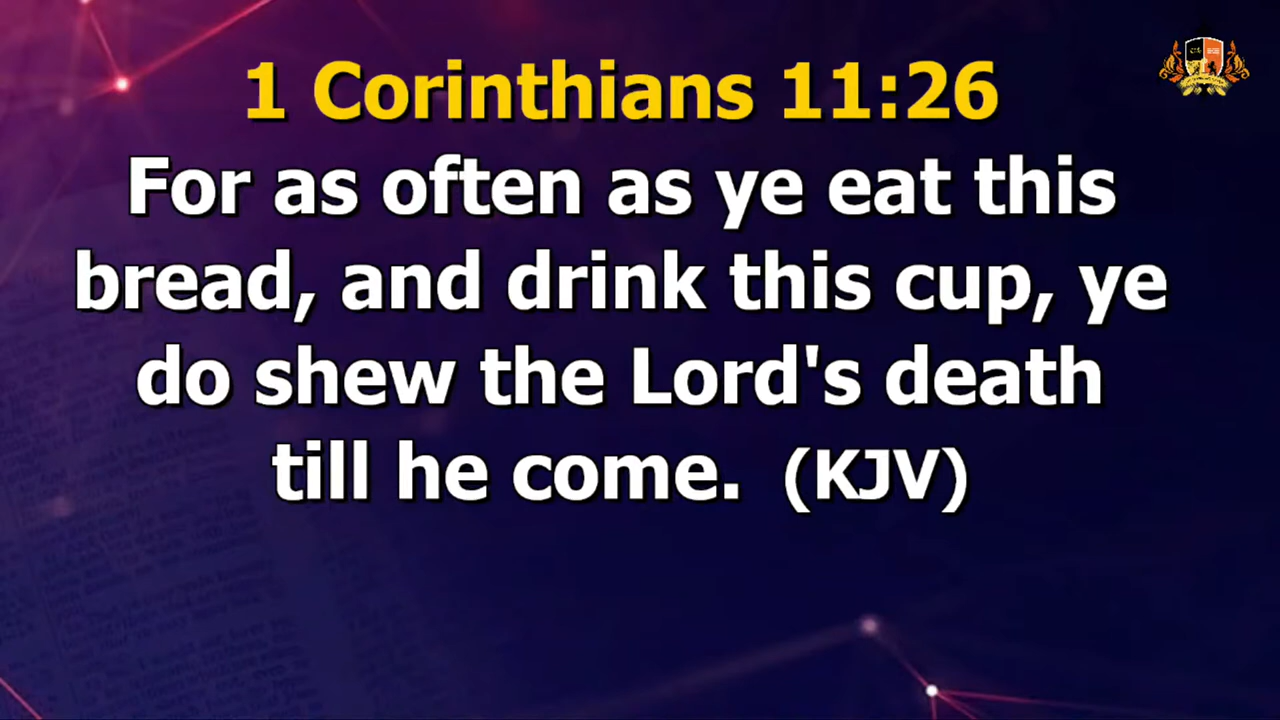 1 Corinthians 11:26
For as often as ye eat this
bread, and drink this cup, ye
do shew the Lord's death
till he come.  (KJV)